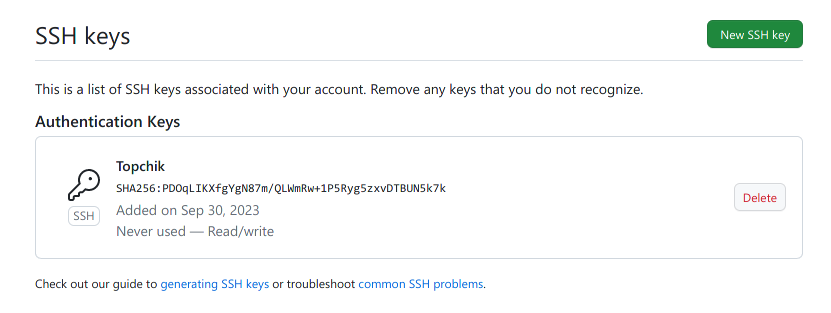 SSH keys
New SSH key
This is a list of SSH keys associated with your account. Remove any keys that you do not recognize.
Authentication Keys
Topchik
SHA256:PDOqLIKXfgYgN87m/QLWmRw+1P5Ryg5zxvDTBUN5k7k
SSH
Added on Sep 30, 2023
Never used — Read/write
Delete
Check out our guide to generating SSH keys or troubleshoot common SSH problems.